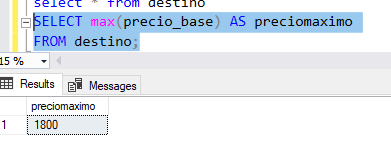 select * from destino
SELECT max(precio_base) AS preciomaximo
FROM destino;
15 %
Results Messages
preciomaximo
1 1800